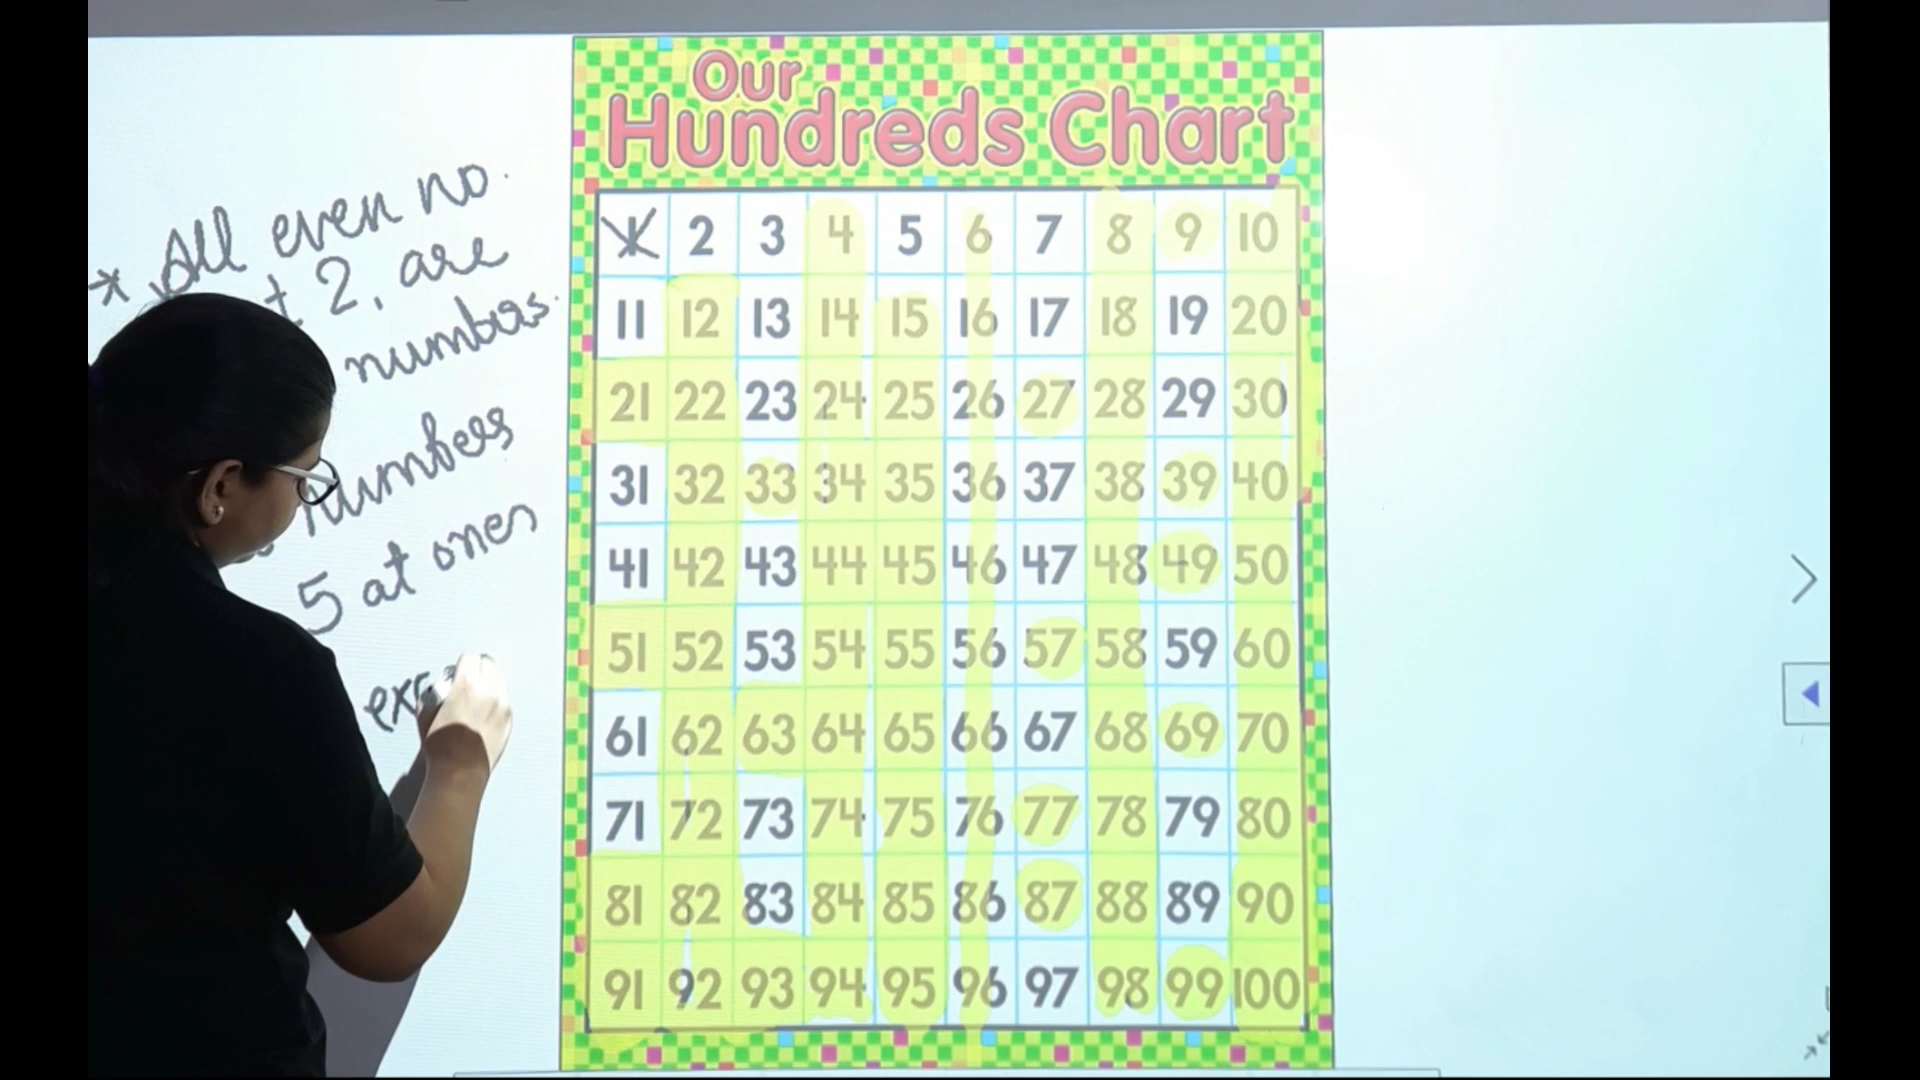 Our
Hundreds Chart
* All even no.
2, are
numbers.
numbers
5 at ones
2 3 4 5 6 7 8 9 10
11 12 13 14 15 16 17 18 19 20
21 22 23 24 25 26 27 28 29 30
31 32 33 34 35 36 37 38 39 40
41 42 43 44 45 46 47 48 49 50
51 52 53 54 55 56 57 58 59 60
61 62 63 64 65 66 67 68 69 70
71 72 73 74 75 76 77 78 79 80
81 82 83 84 85 86 87 88 89 90
91 92 93 94 95 96 97 98 99 100